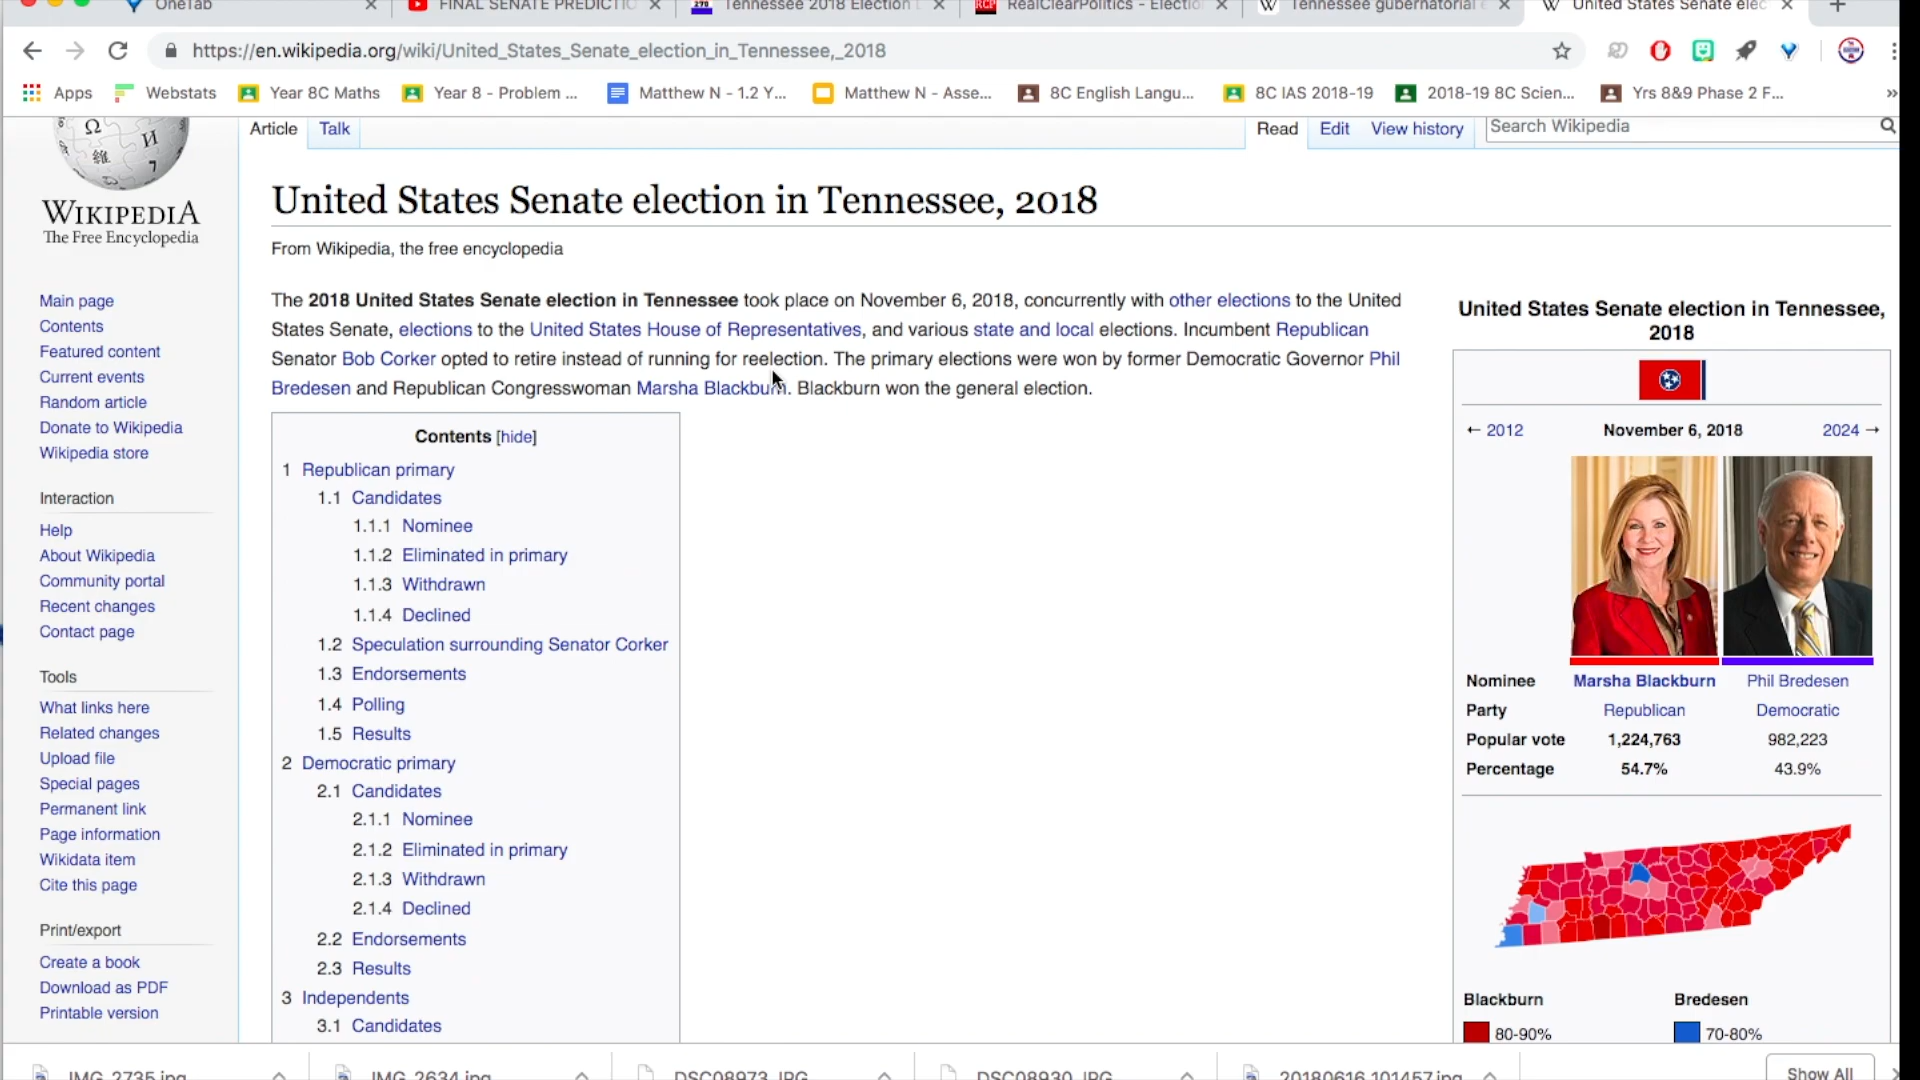 OneTab
FINAL SENATE PREDICTIO
Tennessee 2018 Election
RealClearPolitics - Electio
Tennessee gubernatorial e
United States Senate elec
https://en.wikipedia.org/wiki/United_States_Senate_election_in_Tennessee,_2018
Apps
Webstats
Year 8C Maths
Year 8 - Problem ...
Matthew N - 1.2 Y...
Matthew N - Asse...
8C English Langu...
8C IAS 2018-19
2018-19 8C Scien...
Yrs 8&9 Phase 2 F...
»
WIKIPEDIA
The Free Encyclopedia
Article
Talk
Read
Edit
View history
Search Wikipedia
United States Senate election in Tennessee, 2018
From Wikipedia, the free encyclopedia
The 2018 United States Senate election in Tennessee took place on November 6, 2018, concurrently with other elections to the United
States Senate, elections to the United States House of Representatives, and various state and local elections. Incumbent Republican
Senator Bob Corker opted to retire instead of running for reelection. The primary elections were won by former Democratic Governor Phil
Bredesen and Republican Congresswoman Marsha Blackburn. Blackburn won the general election.
Main page
Contents
Featured content
Current events
Random article
Donate to Wikipedia
Wikipedia store
Interaction
Help
About Wikipedia
Community portal
Recent changes
Contact page
Tools
What links here
Related changes
Upload file
Special pages
Permanent link
Page information
Wikidata item
Cite this page
Print/export
Create a book
Download as PDF
Printable version
Contents [hide]
1 Republican primary
1.1 Candidates
1.1.1 Nominee
1.1.2 Eliminated in primary
1.1.3 Withdrawn
1.1.4 Declined
1.2 Speculation surrounding Senator Corker
1.3 Endorsements
1.4 Polling
1.5 Results
2 Democratic primary
2.1 Candidates
2.1.1 Nominee
2.1.2 Eliminated in primary
2.1.3 Withdrawn
2.1.4 Declined
2.2 Endorsements
2.3 Results
3 Independents
3.1 Candidates
United States Senate election in Tennessee,
2018
← 2012 November 6, 2018 2024 →
Nominee Marsha Blackburn Phil Bredesen
Party Republican Democratic
Popular vote 1,224,763 982,223
Percentage 54.7% 43.9%
Blackburn Bredesen
80-90% 70-80%
IMG_2735.jpg
IMG_2634.jpg
DSC08973.JPG
DSC08930.JPG
20180616_101457.jpg
Show All